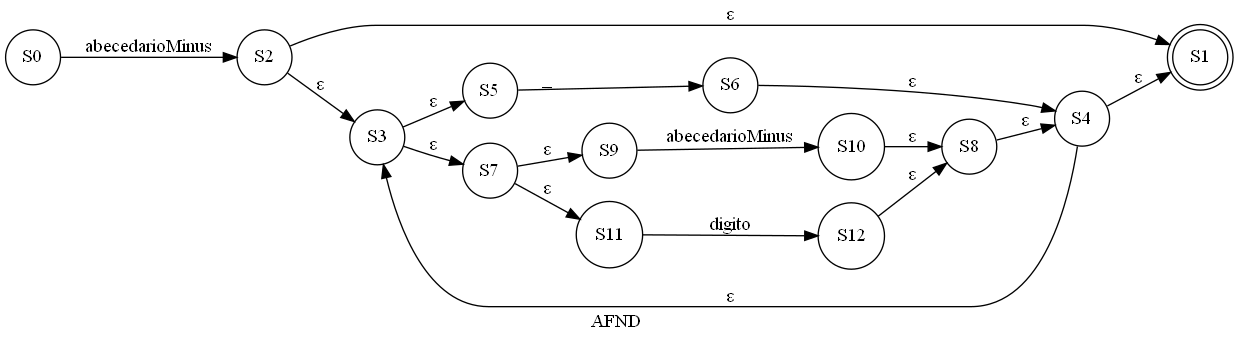 ε
S0
abecedarioMinus
S2
S1
ε
S5
_
S6
ε
ε
ε
S3
ε
S7
ε
S9
abecedarioMinus
S10
ε
S8
ε
S4
ε
S11
digito
S12
ε
ε
AFND